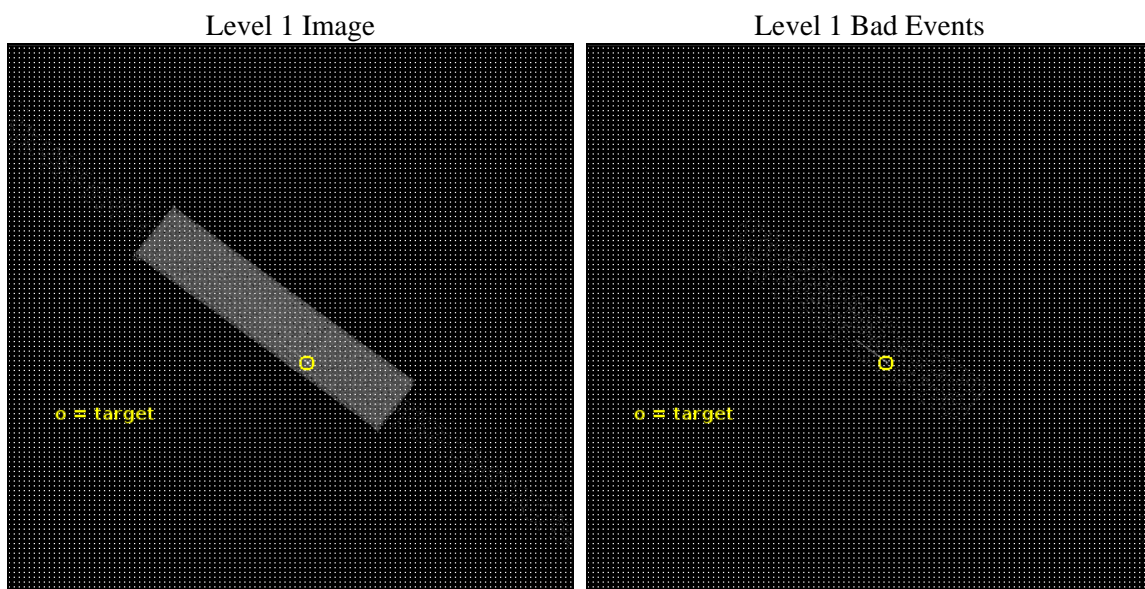 Level 1 Image
Level 1 Bad Events
o = target
o = target